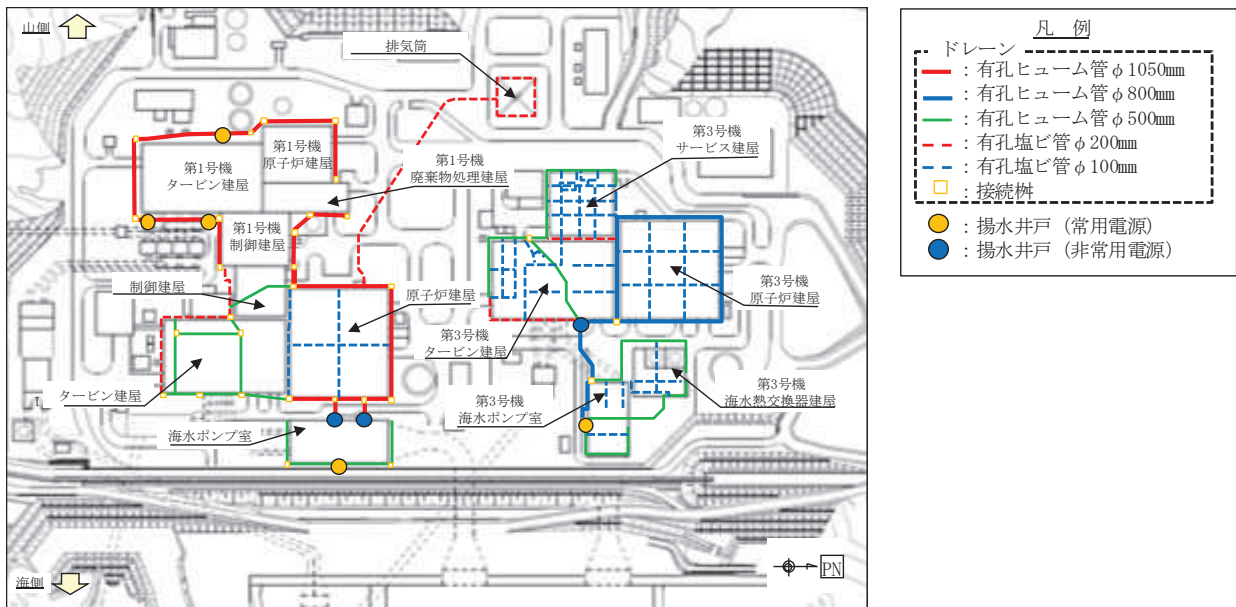 山側
排気筒
第1号機
原子炉建屋
第1号機
タービン建屋
第1号機
廃棄物処理建屋
第3号機
サービス建屋
第1号機
制御建屋
制御建屋
原子炉建屋
第3号機
原子炉建屋
第3号機
タービン建屋
タービン建屋
第3号機
海水ポンプ室
第3号機
海水熱交換器建屋
海水ポンプ室
海側
PN
凡 例
ドレーン
:有孔ヒューム管φ1050mm
:有孔ヒューム管φ800mm
:有孔ヒューム管φ500mm
:有孔塩ビ管φ200mm
:有孔塩ビ管φ100mm
:接続桝
:揚水井戸(常用電源)
:揚水井戸(非常用電源)